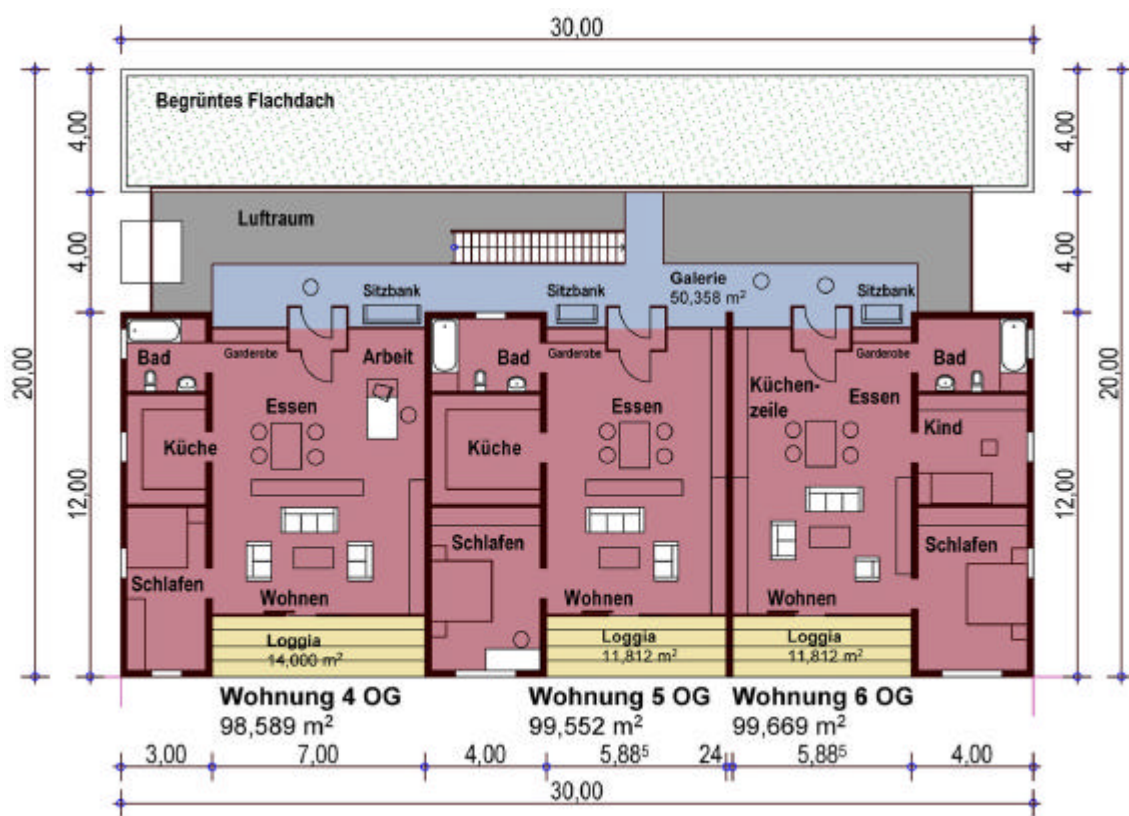 30,00
Begrüntes Flachdach
4,00
4,00
Luftraum
4,00
4,00
Galerie
50,358 m²
Sitzbank
Sitzbank
Sitzbank
20,00
20,00
Bad
Garderobe
Arbeit
Bad
Garderobe
Garderobe
Bad
Küchen-
zeile
Essen
Essen
Essen
Küche
Küche
Kind
12,00
12,00
Schlafen
Schlafen
Schlafen
Wohnen
Wohnen
Wohnen
Loggia
14,000 m²
Loggia
11,812 m²
Loggia
11,812 m²
Wohnung 4 OG
98,589 m²
Wohnung 5 OG
99,552 m²
Wohnung 6 OG
99,669 m²
3,00 7,00 4,00 5,88⁵ 24 5,88⁵ 4,00
30,00